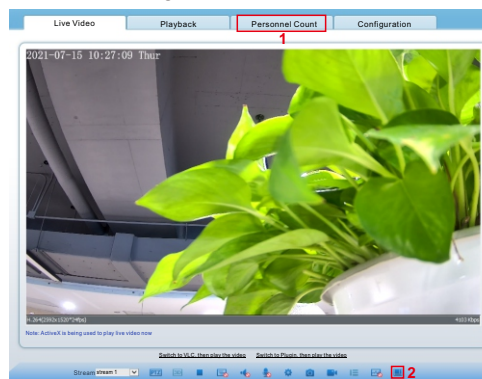 Live Video Playback Personnel Count Configuration
1
2021-07-15 10:27:09 Thur
Note: ActiveX is being used to play live video now
Switch to VLC, then play the video Switch to Plugin, then play the video
Stream stream 1 2